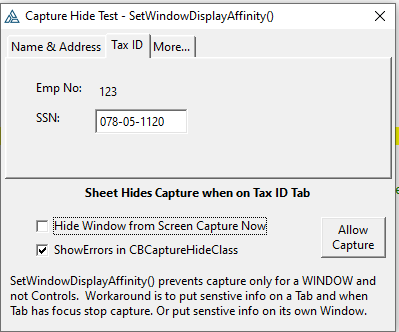 Capture Hide Test - SetWindowDisplayAffinity()
Name & Address Tax ID More...
Emp No: 123
SSN: 078-05-1120
Sheet Hides Capture when on Tax ID Tab
Hide Window from Screen Capture Now
ShowErrors in CBCaptureHideClass
Allow
Capture
SetWindowDisplayAffinity() prevents capture only for a WINDOW and
not Controls. Workaround is to put senstive info on a Tab and when
Tab has focus stop capture. Or put senstive info on its own Window.